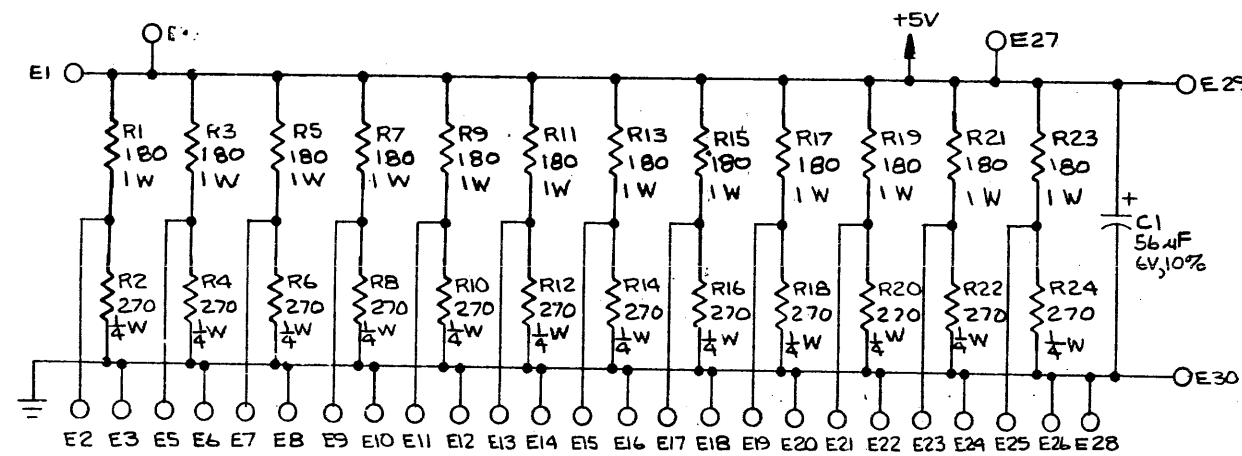 +5V
E27
E1
E29
R1 180 1W
R3 180 1W
R5 180 1W
R7 180 1W
R9 180 1W
R11 180 1W
R13 180 1W
R15 180 1W
R17 180 1W
R19 180 1W
R21 180 1W
R23 180 1W
+
C1
56 µF
6V,10%
R2 270 1/4W
R4 270 1/4W
R6 270 1/4W
R8 270 1/4W
R10 270 1/4W
R12 270 1/4W
R14 270 1/4W
R16 270 1/4W
R18 270 1/4W
R20 270 1/4W
R22 270 1/4W
R24 270 1/4W
E30
E2 E3 E5 E6 E7 E8 E9 E10 E11 E12 E13 E14 E15 E16 E17 E18 E19 E20 E21 E22 E23 E24 E25 E26 E28